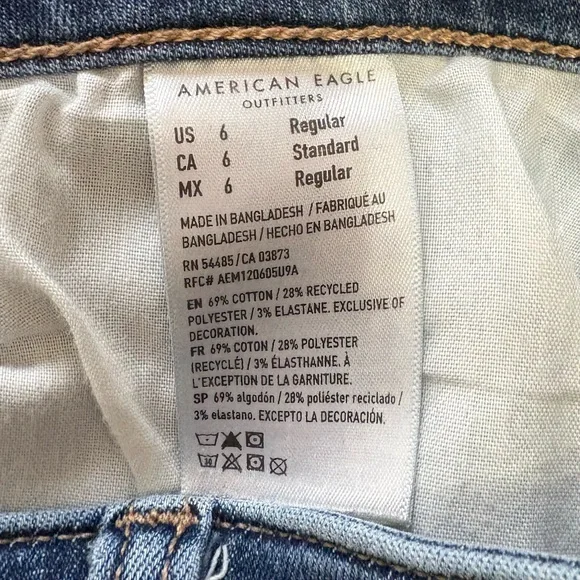 AMERICAN EAGLE
OUTFITTERS
US 6 Regular
CA 6 Standard
MX 6 Regular
MADE IN BANGLADESH / FABRIQUÉ AU
BANGLADESH / HECHO EN BANGLADESH
RN 54485 / CA 03873
RFC# AEM120605U9A
EN 69% COTTON / 28% RECYCLED
POLYESTER / 3% ELASTANE. EXCLUSIVE OF
DECORATION.
FR 69% COTON / 28% POLYESTER
(RECYCLÉ) / 3% ÉLASTHANNE. À
L'EXCEPTION DE LA GARNITURE.
SP 69% algodón / 28% poliéster reciclado /
3% elastano. EXCEPTO LA DECORACIÓN.